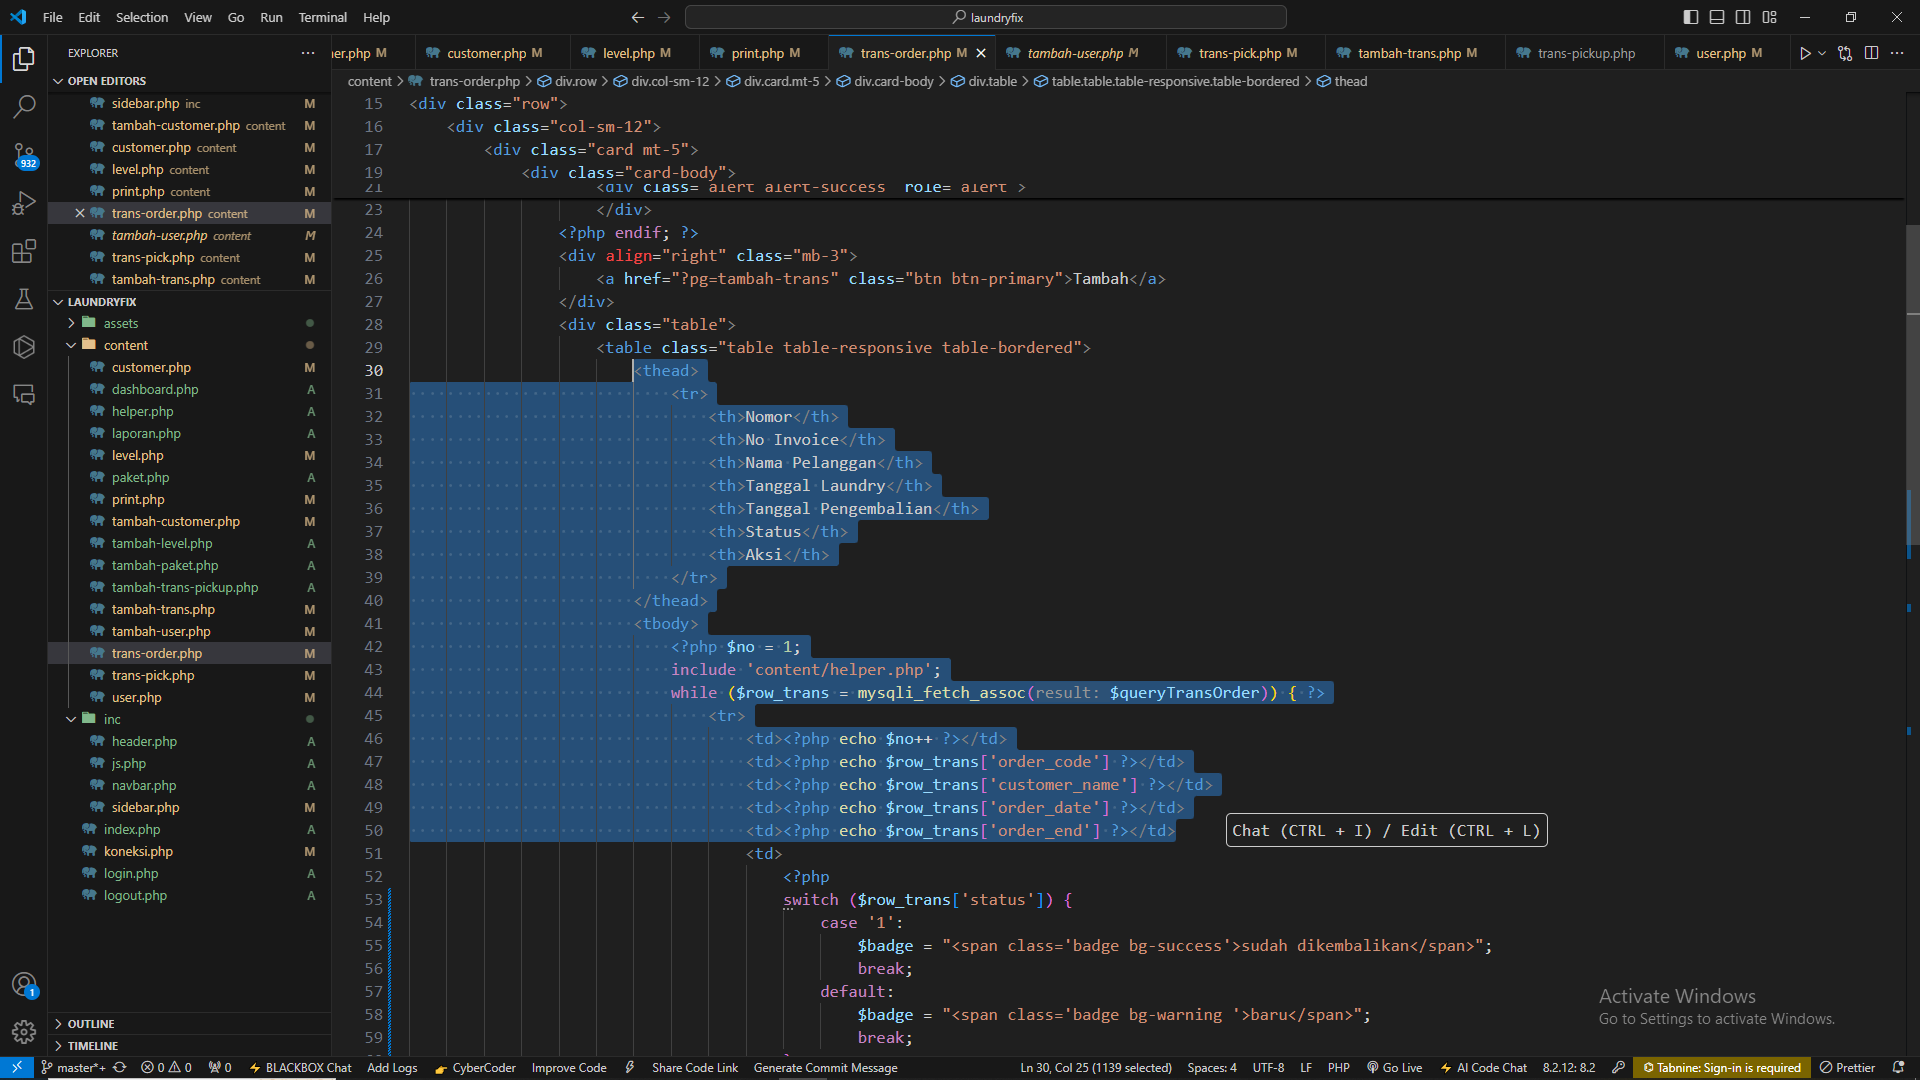 File Edit Selection View Go Run Terminal Help
laundryfix
EXPLORER
er.php M
customer.php M
level.php M
print.php M
trans-order.php M
tambah-user.php M
trans-pick.php M
tambah-trans.php M
trans-pickup.php
user.php M
content > trans-order.php > div.row > div.col-sm-12 > div.card.mt-5 > div.card-body > div.table > table.table.table-responsive.table-bordered > thead
OPEN EDITORS
sidebar.php inc M
tambah-customer.php content M
customer.php content M
level.php content M
print.php content M
trans-order.php content M
tambah-user.php content M
trans-pick.php content M
tambah-trans.php content M
LAUNDRYFIX
assets
content
customer.php M
dashboard.php A
helper.php A
laporan.php A
level.php M
paket.php A
print.php M
tambah-customer.php M
tambah-level.php A
tambah-paket.php A
tambah-trans-pickup.php A
tambah-trans.php M
tambah-user.php M
trans-order.php M
trans-pick.php M
user.php M
inc
header.php A
js.php A
navbar.php A
sidebar.php M
index.php A
koneksi.php M
login.php A
logout.php A
OUTLINE
TIMELINE
932
1
15 <div class="row">
16 <div class="col-sm-12">
17 <div class="card mt-5">
19 <div class="card-body">
21 <div class="alert alert-success" role="alert">
23 </div>
24 <?php endif; ?>
25 <div align="right" class="mb-3">
26 <a href="?pg=tambah-trans" class="btn btn-primary">Tambah</a>
27 </div>
28 <div class="table">
29 <table class="table table-responsive table-bordered">
30 <thead>
31 <tr>
32 <th>Nomor</th>
33 <th>No Invoice</th>
34 <th>Nama Pelanggan</th>
35 <th>Tanggal Laundry</th>
36 <th>Tanggal Pengembalian</th>
37 <th>Status</th>
38 <th>Aksi</th>
39 </tr>
40 </thead>
41 <tbody>
42 <?php $no = 1;
43 include 'content/helper.php';
44 while ($row_trans = mysqli_fetch_assoc(result: $queryTransOrder)) { ?>
45 <tr>
46 <td><?php echo $no++ ?></td>
47 <td><?php echo $row_trans['order_code'] ?></td>
48 <td><?php echo $row_trans['customer_name'] ?></td>
49 <td><?php echo $row_trans['order_date'] ?></td>
50 <td><?php echo $row_trans['order_end'] ?></td>
Chat (CTRL + I) / Edit (CTRL + L)
51 <td>
52 <?php
53 switch ($row_trans['status']) {
54 case '1':
55 $badge = "<span class='badge bg-success'>sudah dikembalikan</span>";
56 break;
57 default:
58 $badge = "<span class='badge bg-warning '>baru</span>";
59 break;
Activate Windows
Go to Settings to activate Windows.
master*+ 0 0 0 BLACKBOX Chat Add Logs CyberCoder Improve Code Share Code Link Generate Commit Message
Ln 30, Col 25 (1139 selected) Spaces: 4 UTF-8 LF PHP Go Live AI Code Chat 8.2.12: 8.2 Tabnine: Sign-in is required Prettier